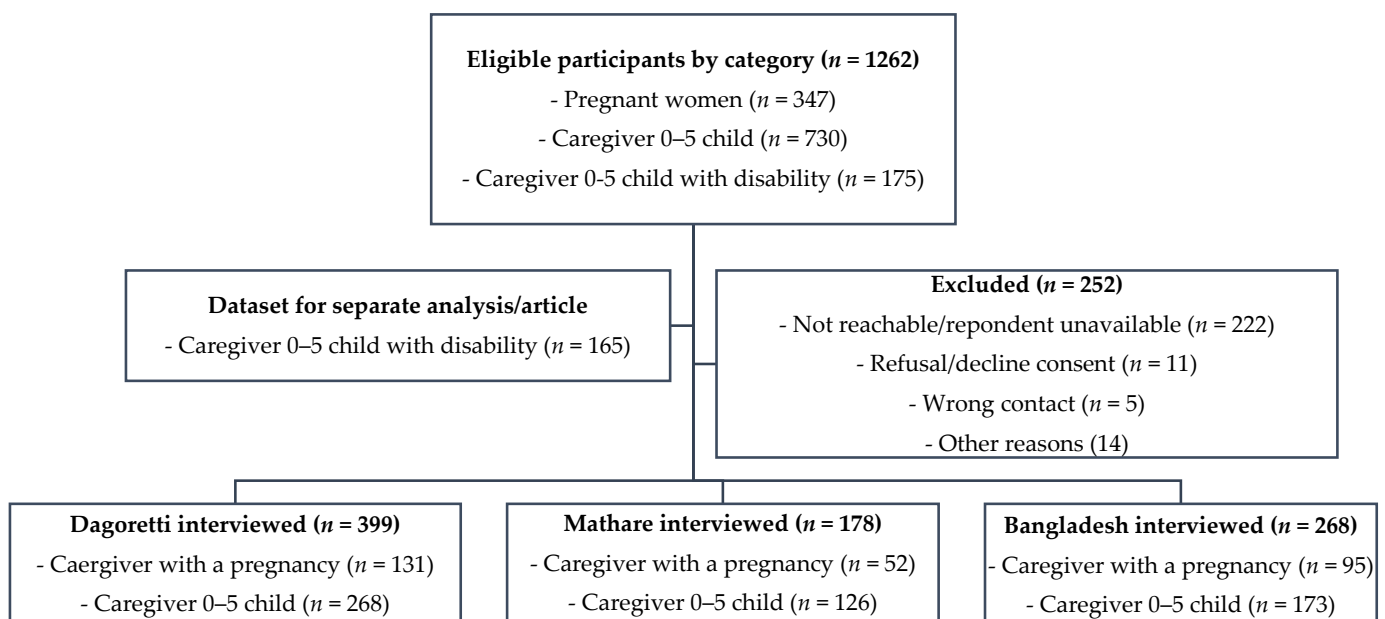 Eligible participants by category (n = 1262)
- Pregnant women (n = 347)
- Caregiver 0–5 child (n = 730)
- Caregiver 0-5 child with disability (n = 175)
Dataset for separate analysis/article
- Caregiver 0–5 child with disability (n = 165)
Excluded (n = 252)
- Not reachable/repondent unavailable (n = 222)
- Refusal/decline consent (n = 11)
- Wrong contact (n = 5)
- Other reasons (14)
Dagoretti interviewed (n = 399)
- Caergiver with a pregnancy (n = 131)
- Caregiver 0–5 child (n = 268)
Mathare interviewed (n = 178)
- Caregiver with a pregnancy (n = 52)
- Caregiver 0–5 child (n = 126)
Bangladesh interviewed (n = 268)
- Caregiver with a pregnancy (n = 95)
- Caregiver 0–5 child (n = 173)